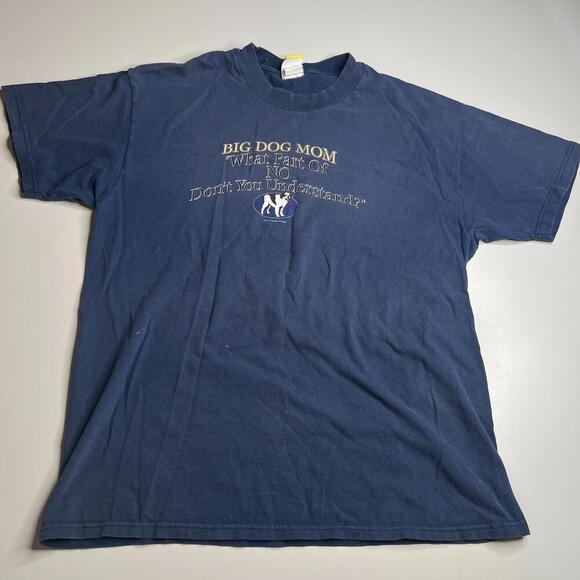 BIG DOG MOM
"What Part Of
NO
Don't You Understand?"